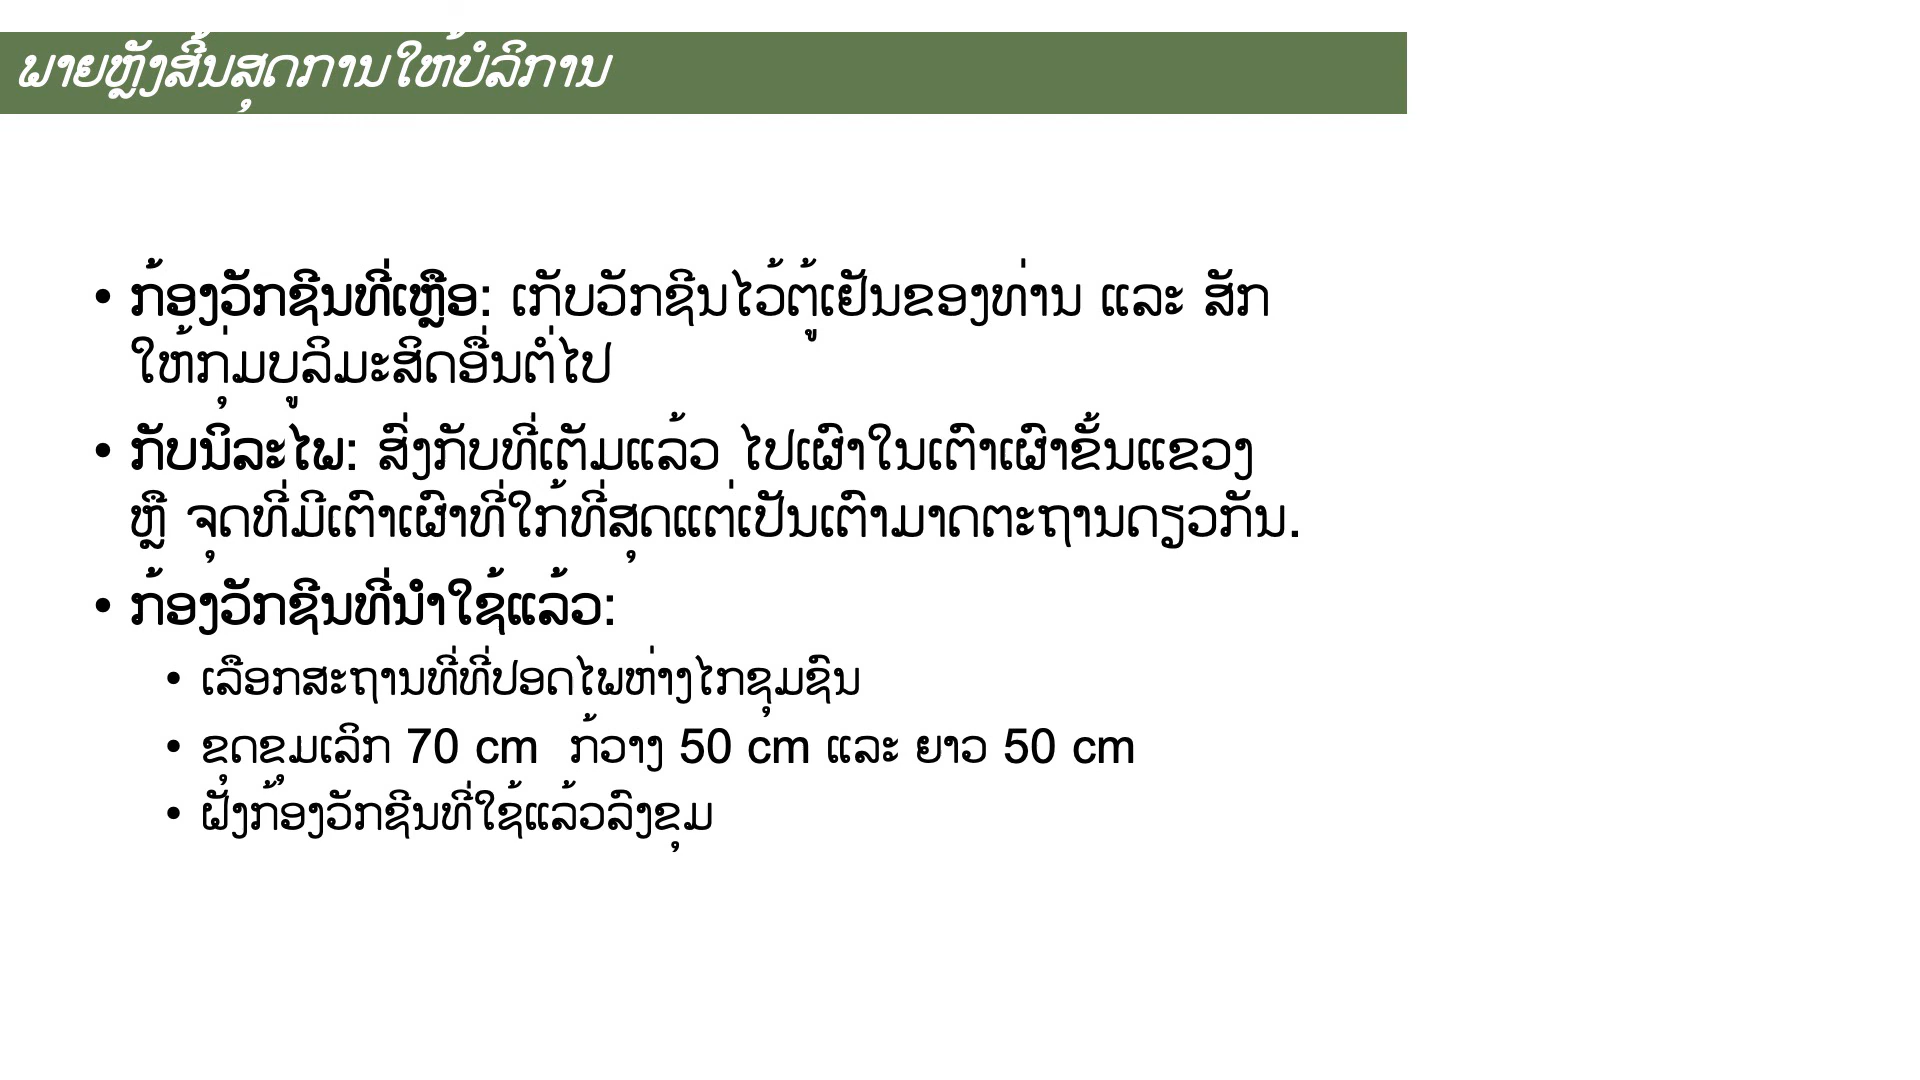 ພາຍຫຼັງສິ້ນສຸດການໃຫ້ບໍລິການ
• ກ້ອງວັກຊີນທີ່ເຫຼືອ: ເກັບວັກຊີນໄວ້ຕູ້ເຢັນຂອງທ່ານ ແລະ ສັກ
ໃຫ້ກຸ່ມບູລິມະສິດອື່ນຕໍ່ໄປ
• ກັບນິລະໄພ: ສົ່ງກັບທີ່ເຕັມແລ້ວ ໄປເຜົາໃນເຕົາເຜົາຂັ້ນແຂວງ
ຫຼື ຈຸດທີ່ມີເຕົາເຜົາທີ່ໃກ້ທີ່ສຸດແຕ່ເປັນເຕົາມາດຕະຖານດຽວກັນ.
• ກ້ອງວັກຊີນທີ່ນໍາໃຊ້ແລ້ວ:
• ເລືອກສະຖານທີ່ທີ່ປອດໄພຫ່າງໄກຊຸມຊົນ
• ຂຸດຂຸມເລິກ 70 cm ກ້ວາງ 50 cm ແລະ ຍາວ 50 cm
• ຝັງກ້ອງວັກຊີນທີ່ໃຊ້ແລ້ວລົງຂຸມ